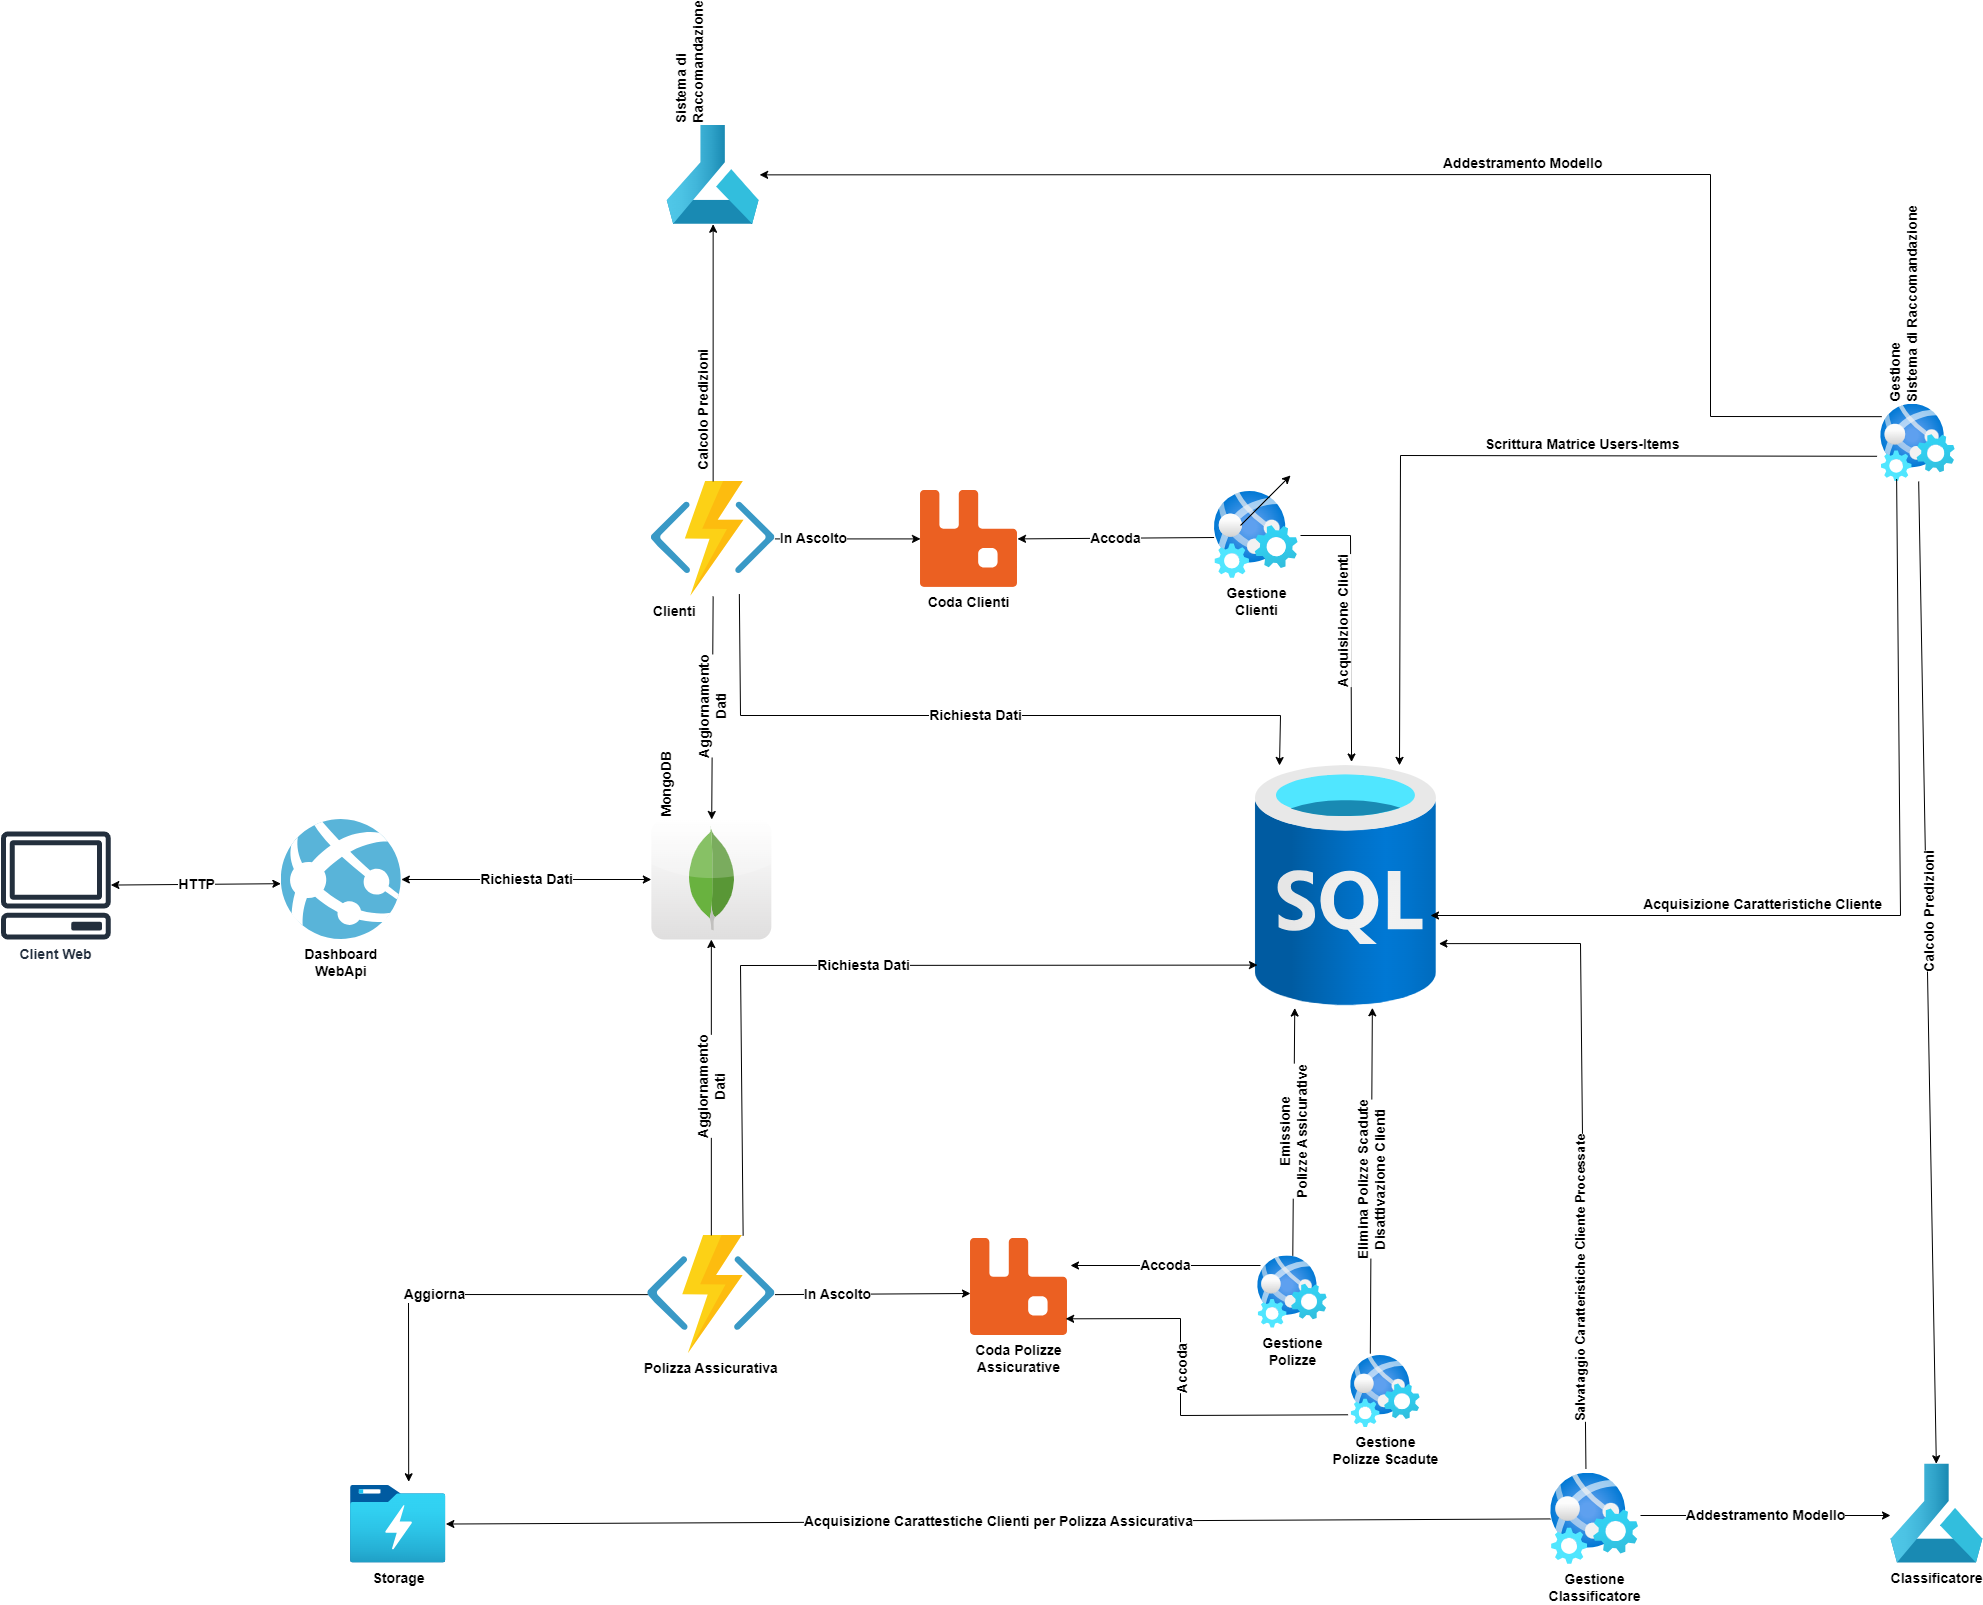 Sistema di
Raccomandazione
Addestramento Modello
Gestione
Sistema di Raccomandazione
Calcolo Predizioni
Scrittura Matrice Users-Items
In Ascolto
Accoda
Clienti
Coda Clienti
Gestione
Clienti
Acquisizione Clienti
Aggiornamento
Dati
Richiesta Dati
MongoDB
HTTP
Richiesta Dati
SQL
Acquisizione Caratteristiche Cliente
Calcolo Predizioni
Client Web
Dashboard
WebApi
Richiesta Dati
Aggiornamento
Dati
Emissione
Polizze Assicurative
Elimina Polizze Scadute
Disattivazione Clienti
Salvataggio Caratteristiche Cliente Processate
Aggiorna
In Ascolto
Accoda
Polizza Assicurativa
Coda Polizze
Assicurative
Gestione
Polizze
Accoda
Gestione
Polizze Scadute
Acquisizione Carattestiche Clienti per Polizza Assicurativa
Addestramento Modello
Storage
Gestione
Classificatore
Classificatore